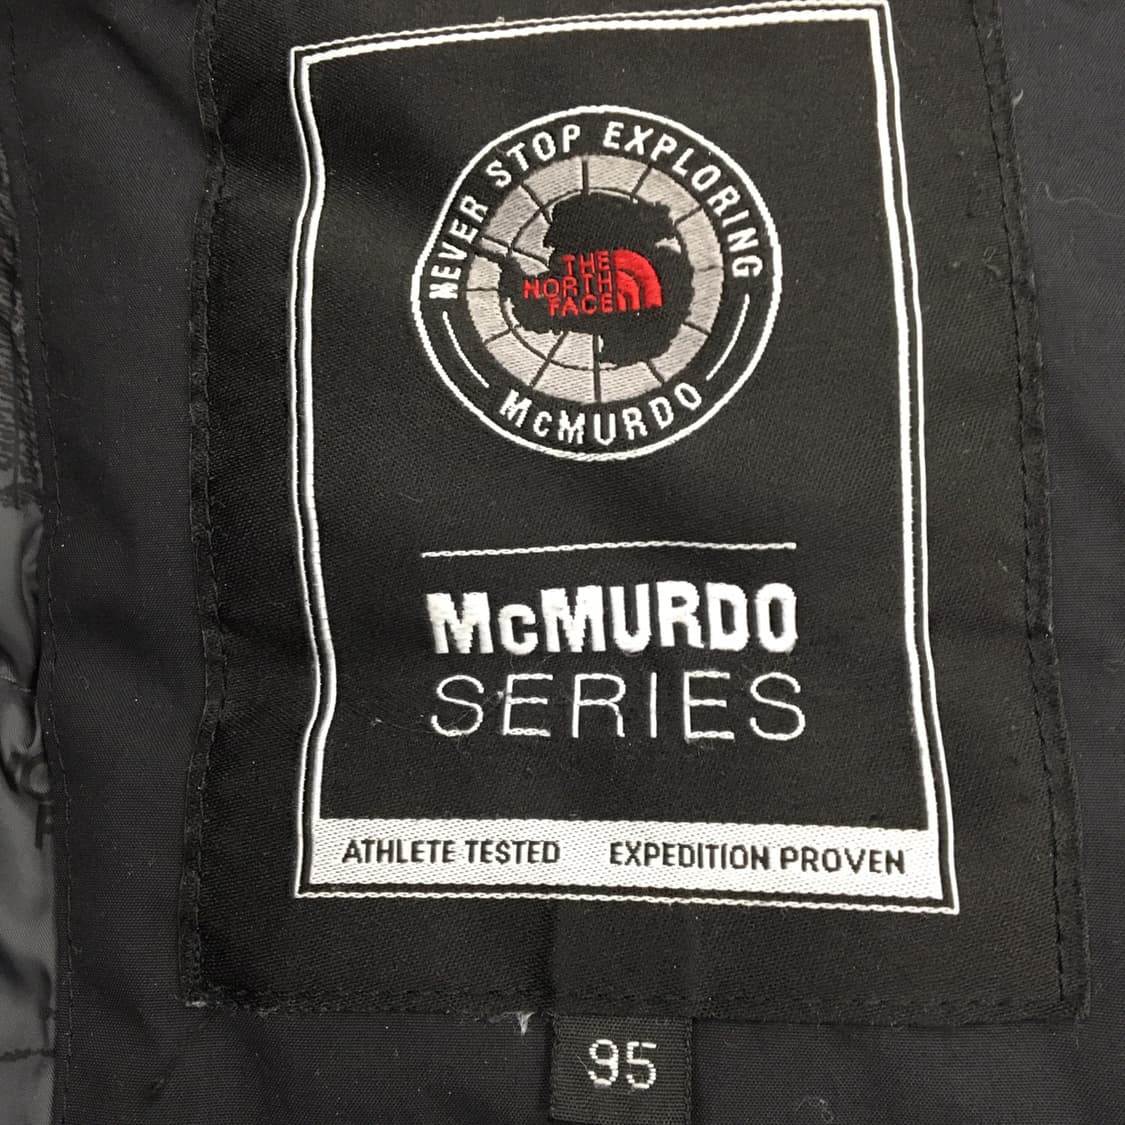 NEVER STOP EXPLORING
THE
NORTH
FACE
McMURDO
McMURDO
SERIES
ATHLETE TESTED EXPEDITION PROVEN
95